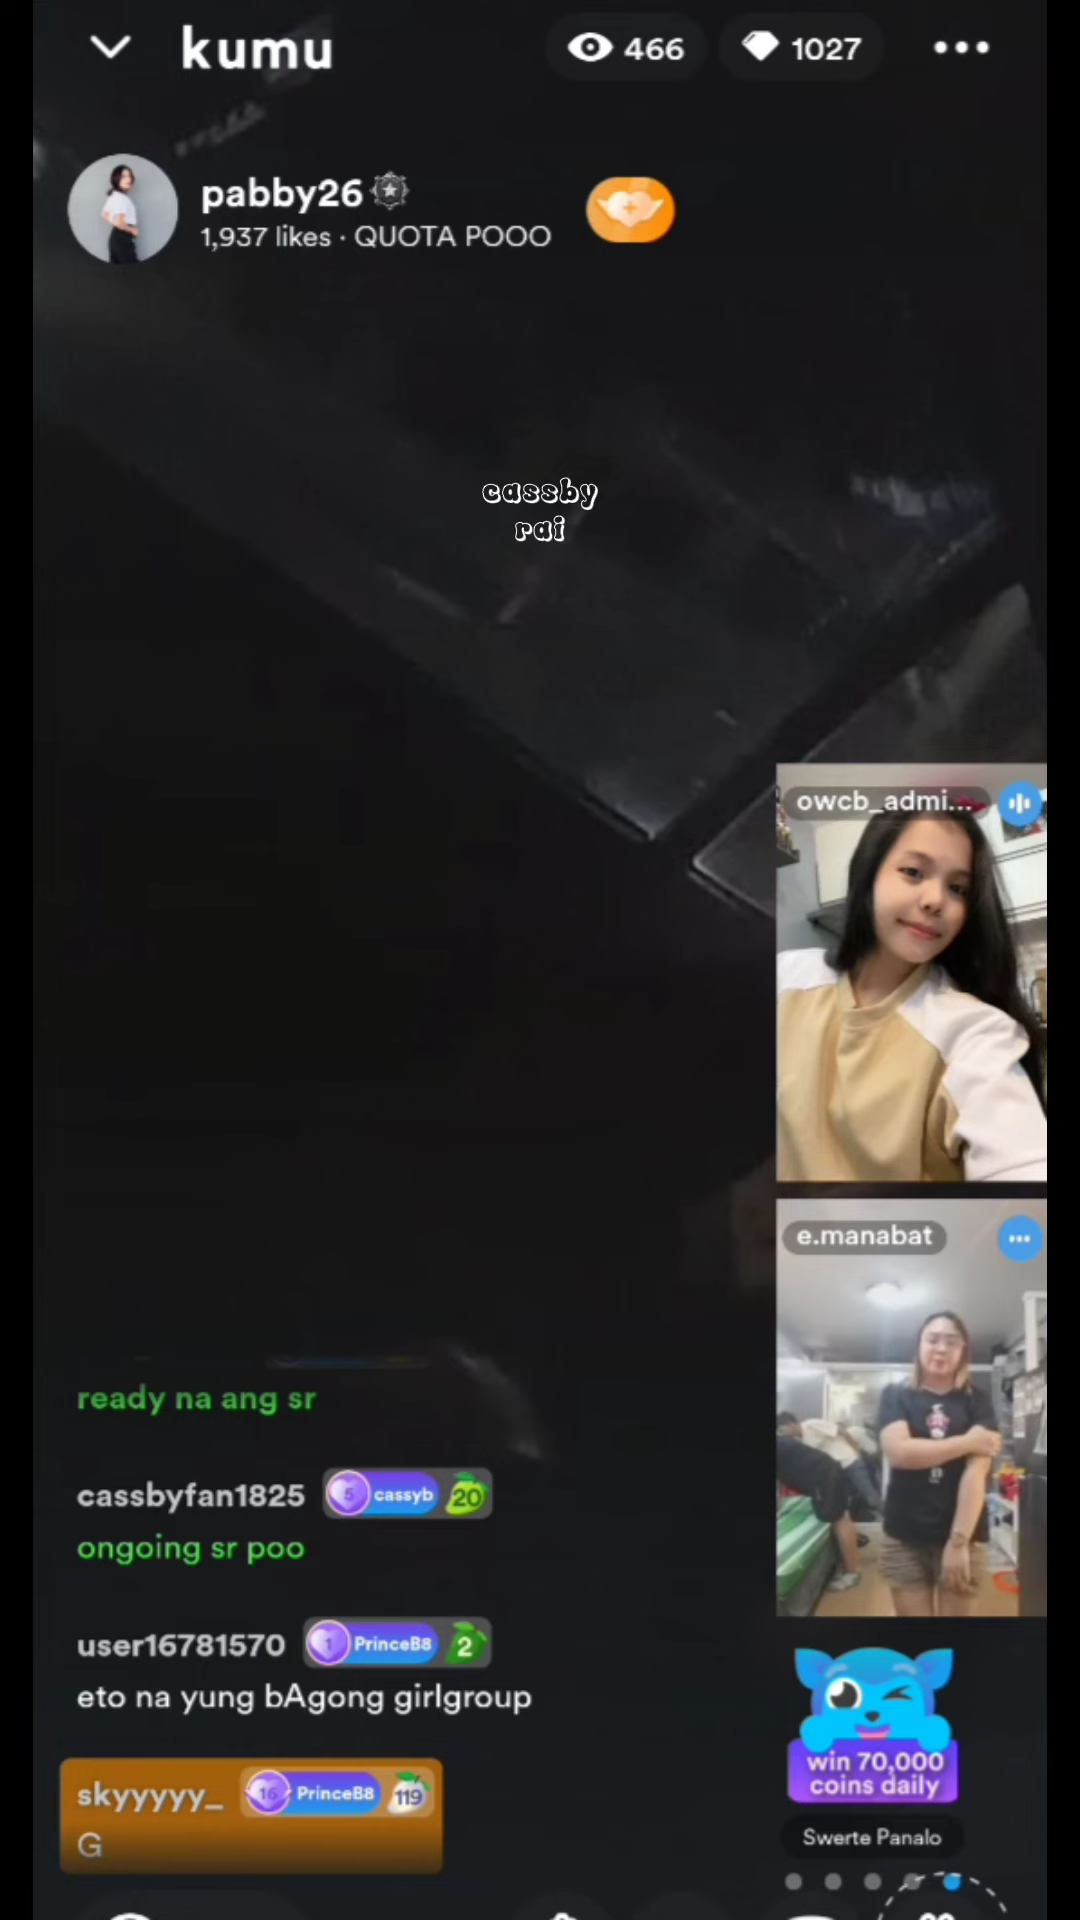 kumu 466 1027
pabby26
1,937 likes · QUOTA POOO
cassby
rai
owcb_admi...
e.manabat
ready na ang sr
cassbyfan1825 5 cassyb 20
ongoing sr poo
user16781570 1 PrinceB8 2
eto na yung bAgong girlgroup
skyyyyy_ 16 PrinceB8 119
G
win 70,000
coins daily
Swerte Panalo